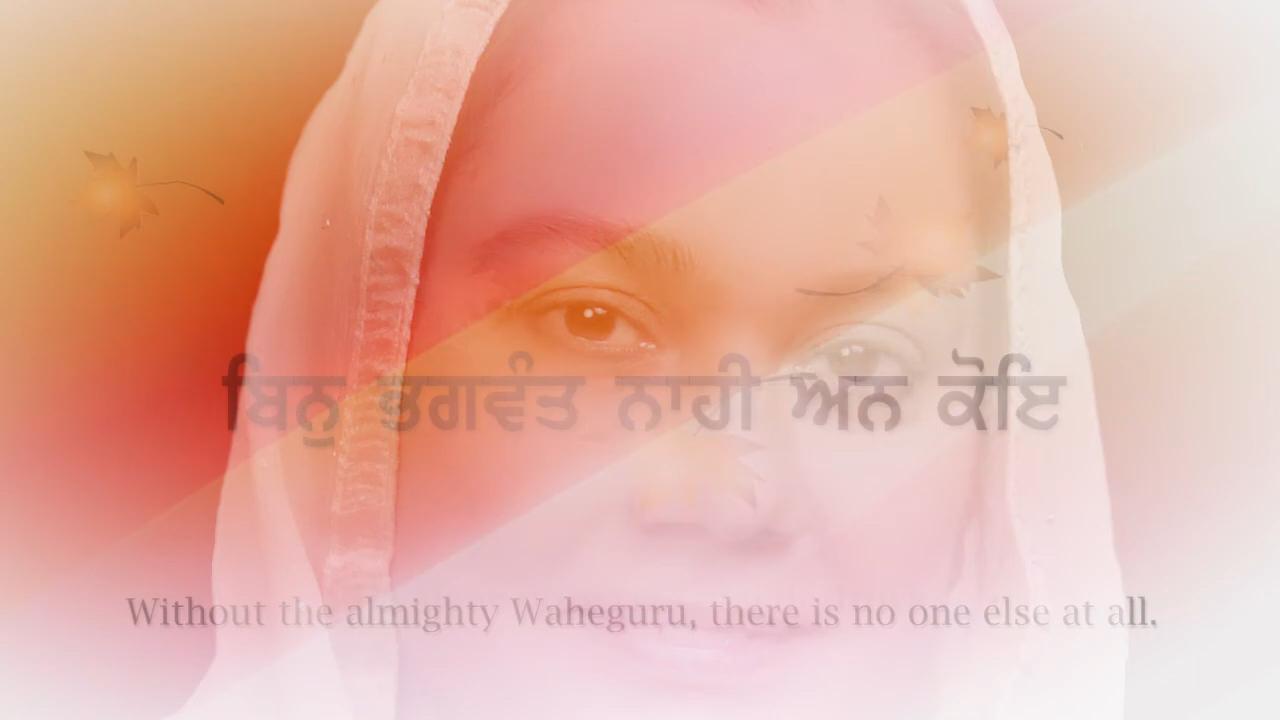 ਬਿਨੁ ਭਗਵੰਤ ਨਾਹੀ ਅਨ ਕੋਇ
Without the almighty Waheguru, there is no one else at all.